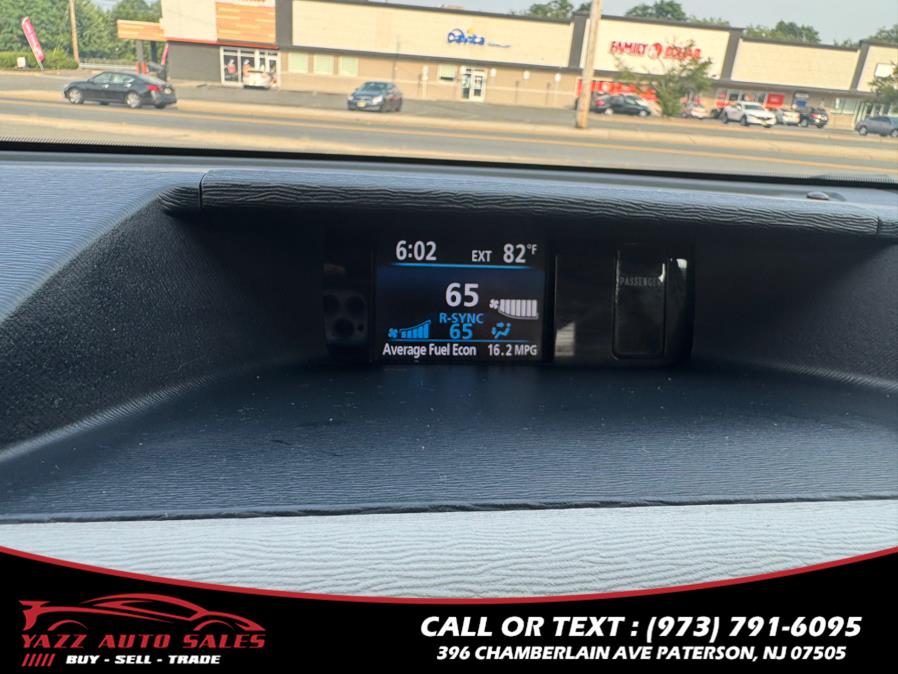 DaVita
FAMILY DOLLAR
6:02 EXT 82°F
65
R-SYNC
65
Average Fuel Econ 16.2 MPG
PASSENGER
YAZZ AUTO SALES
BUY - SELL - TRADE
CALL OR TEXT : (973) 791-6095
396 CHAMBERLAIN AVE PATERSON, NJ 07505